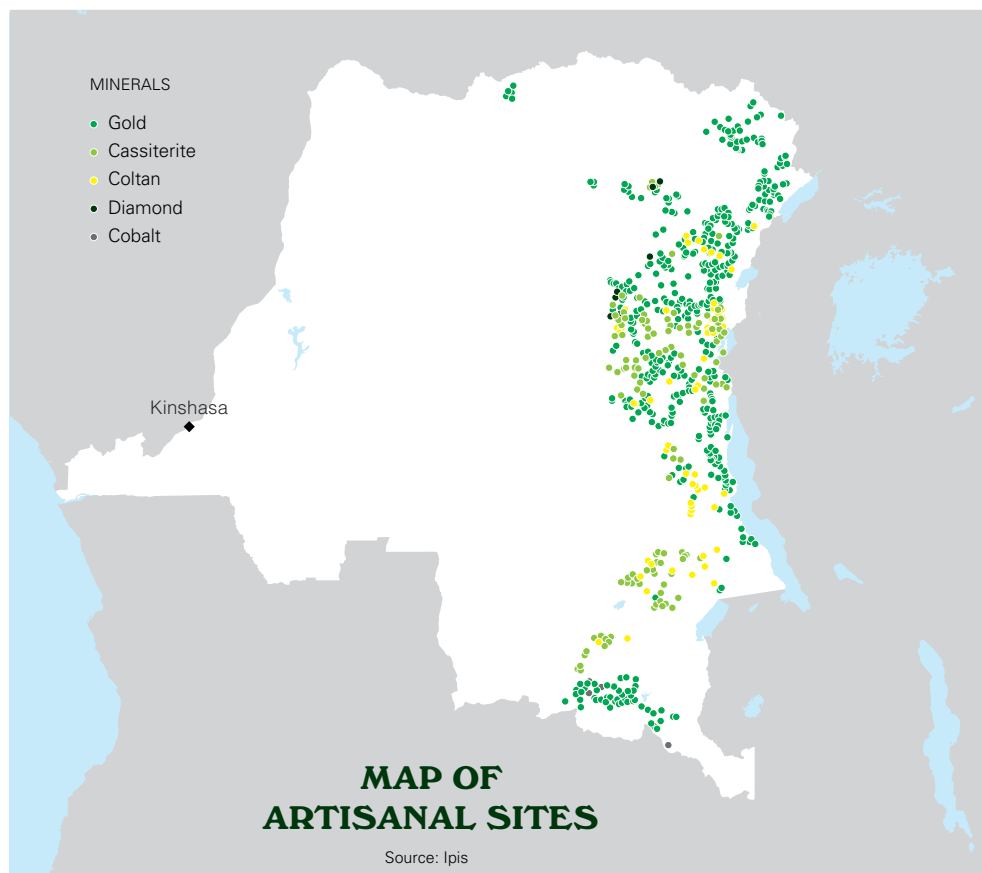 MINERALS
Gold
Cassiterite
Coltan
Diamond
Cobalt
Kinshasa
MAP OF
ARTISANAL SITES
Source: Ipis